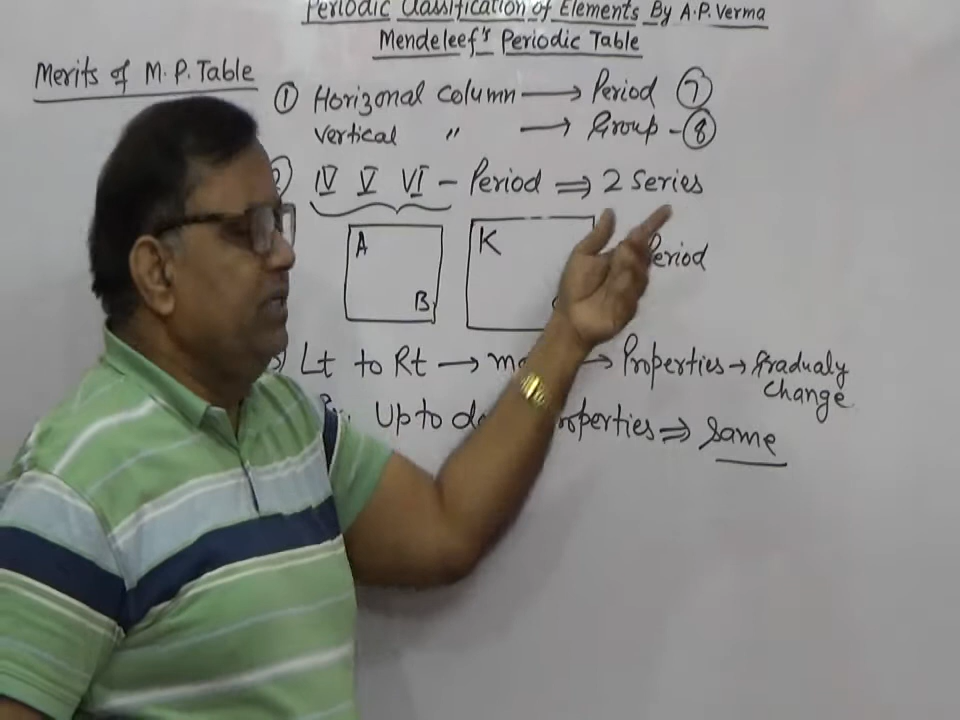 Periodic Classification of Elements By A.P. Verma
Mendeleef's Periodic Table
Merits of M.P. Table
① Horizonal column → Period ⑦
vertical " → Group - ⑧
IV V VI - Period ⇒ 2 Series
A K
B
Period
Lt to Rt → → Properties → Gradualy
Change
Up to ⇒ Same